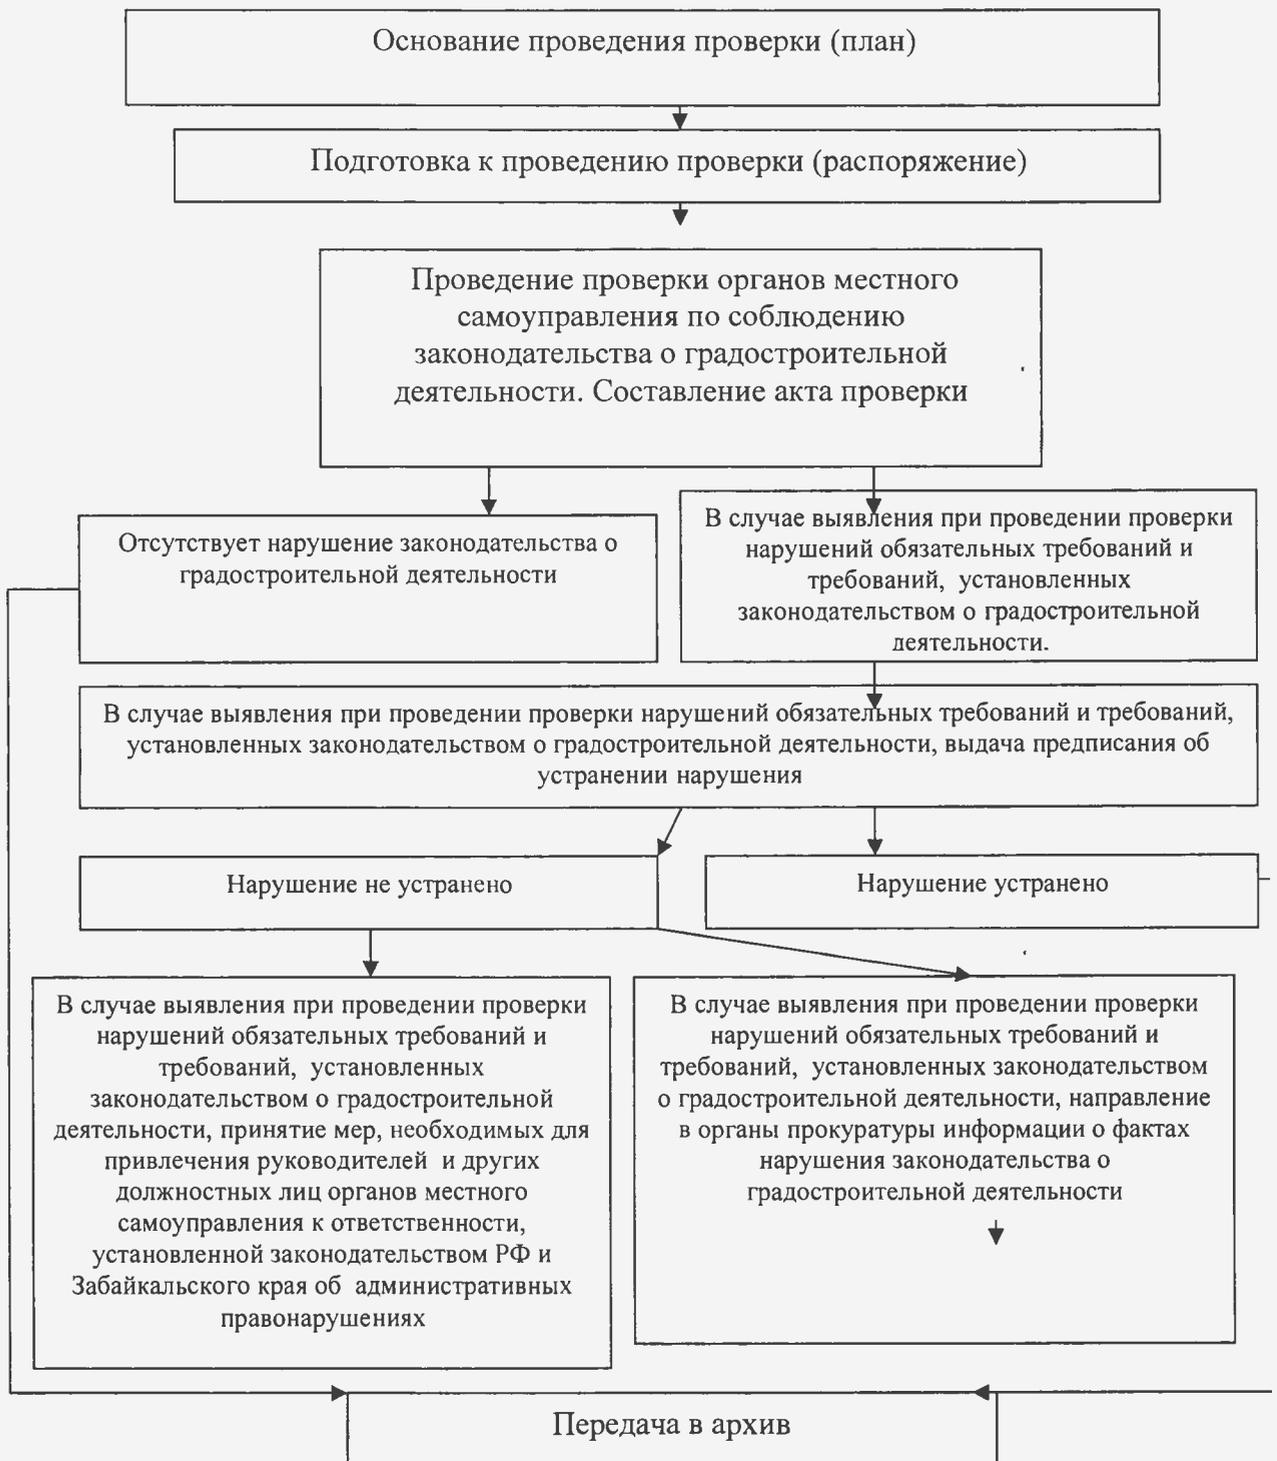 Основание проведения проверки (план)
Подготовка к проведению проверки (распоряжение)
Проведение проверки органов местного
самоуправления по соблюдению
законодательства о градостроительной
деятельности. Составление акта проверки
Отсутствует нарушение законодательства о
градостроительной деятельности
В случае выявления при проведении проверки
нарушений обязательных требований и
требований, установленных
законодательством о градостроительной
деятельности.
В случае выявления при проведении проверки нарушений обязательных требований и требований,
установленных законодательством о градостроительной деятельности, выдача предписания об
устранении нарушения
Нарушение не устранено
Нарушение устранено
В случае выявления при проведении проверки
нарушений обязательных требований и
требований, установленных
законодательством о градостроительной
деятельности, принятие мер, необходимых для
привлечения руководителей и других
должностных лиц органов местного
самоуправления к ответственности,
установленной законодательством РФ и
Забайкальского края об административных
правонарушениях
В случае выявления при проведении проверки
нарушений обязательных требований и
требований, установленных законодательством
о градостроительной деятельности, направление
в органы прокуратуры информации о фактах
нарушения законодательства о
градостроительной деятельности
Передача в архив